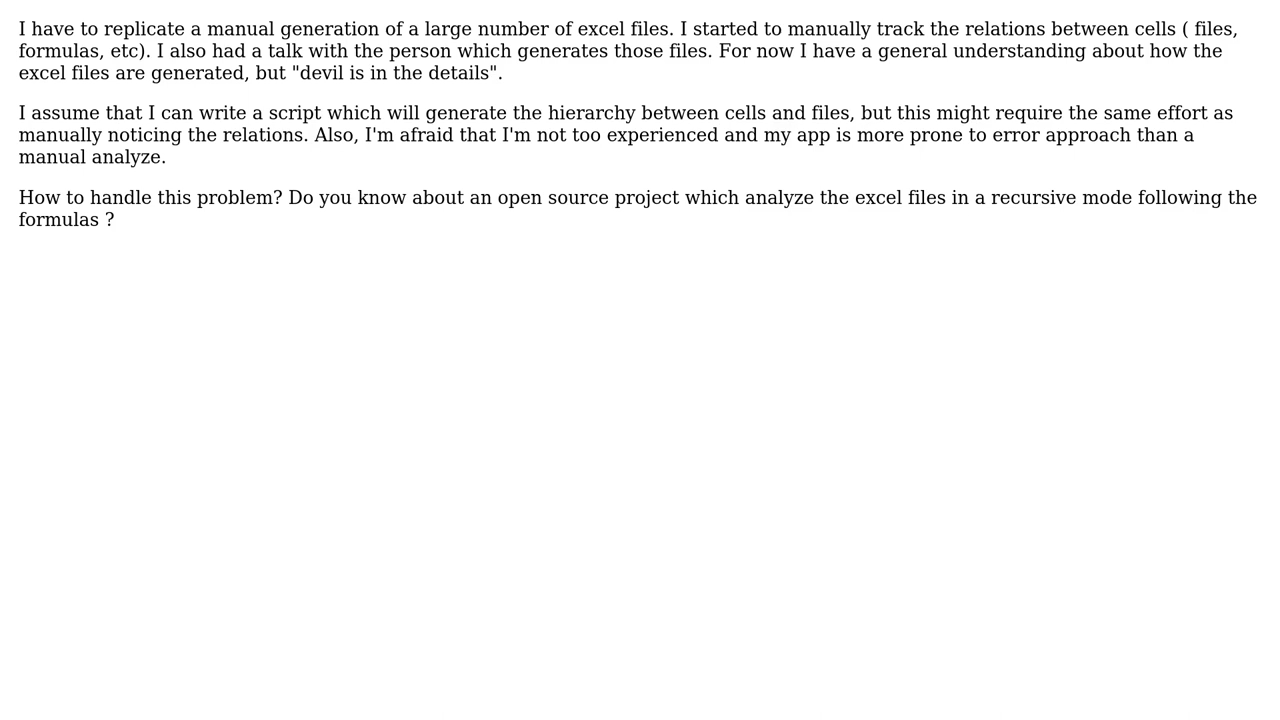 I have to replicate a manual generation of a large number of excel files. I started to manually track the relations between cells ( files,
formulas, etc). I also had a talk with the person which generates those files. For now I have a general understanding about how the
excel files are generated, but "devil is in the details".
I assume that I can write a script which will generate the hierarchy between cells and files, but this might require the same effort as
manually noticing the relations. Also, I'm afraid that I'm not too experienced and my app is more prone to error approach than a
manual analyze.
How to handle this problem? Do you know about an open source project which analyze the excel files in a recursive mode following the
formulas ?